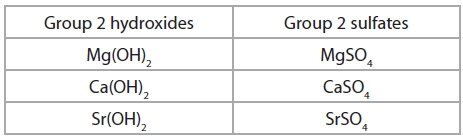 Group 2 hydroxides Group 2 sulfates
Mg(OH)₂ MgSO₄
Ca(OH)₂ CaSO₄
Sr(OH)₂ SrSO₄